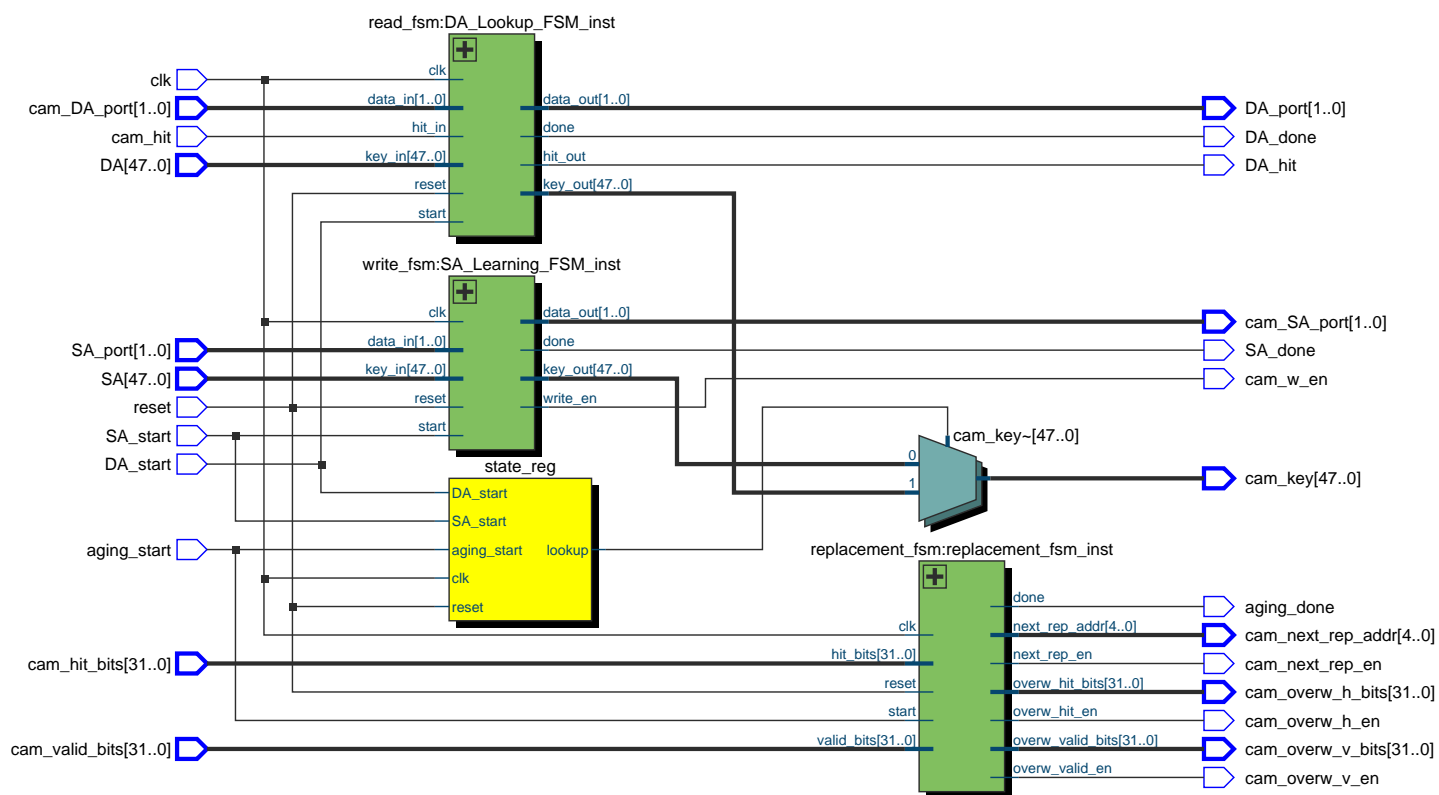 read_fsm:DA_Lookup_FSM_inst
clk
clk
cam_DA_port[1..0]
data_in[1..0]
data_out[1..0]
DA_port[1..0]
cam_hit
hit_in
done
DA_done
DA[47..0]
key_in[47..0]
hit_out
DA_hit
reset
key_out[47..0]
start
write_fsm:SA_Learning_FSM_inst
clk
data_out[1..0]
cam_SA_port[1..0]
SA_port[1..0]
data_in[1..0]
done
SA_done
SA[47..0]
key_in[47..0]
key_out[47..0]
cam_w_en
reset
reset
write_en
SA_start
start
cam_key~[47..0]
DA_start
state_reg
0
1
cam_key[47..0]
DA_start
SA_start
aging_start
aging_start
lookup
clk
reset
replacement_fsm:replacement_fsm_inst
done
aging_done
clk
next_rep_addr[4..0]
cam_next_rep_addr[4..0]
cam_hit_bits[31..0]
hit_bits[31..0]
next_rep_en
cam_next_rep_en
reset
overw_hit_bits[31..0]
cam_overw_h_bits[31..0]
start
overw_hit_en
cam_overw_h_en
cam_valid_bits[31..0]
valid_bits[31..0]
overw_valid_bits[31..0]
cam_overw_v_bits[31..0]
overw_valid_en
cam_overw_v_en